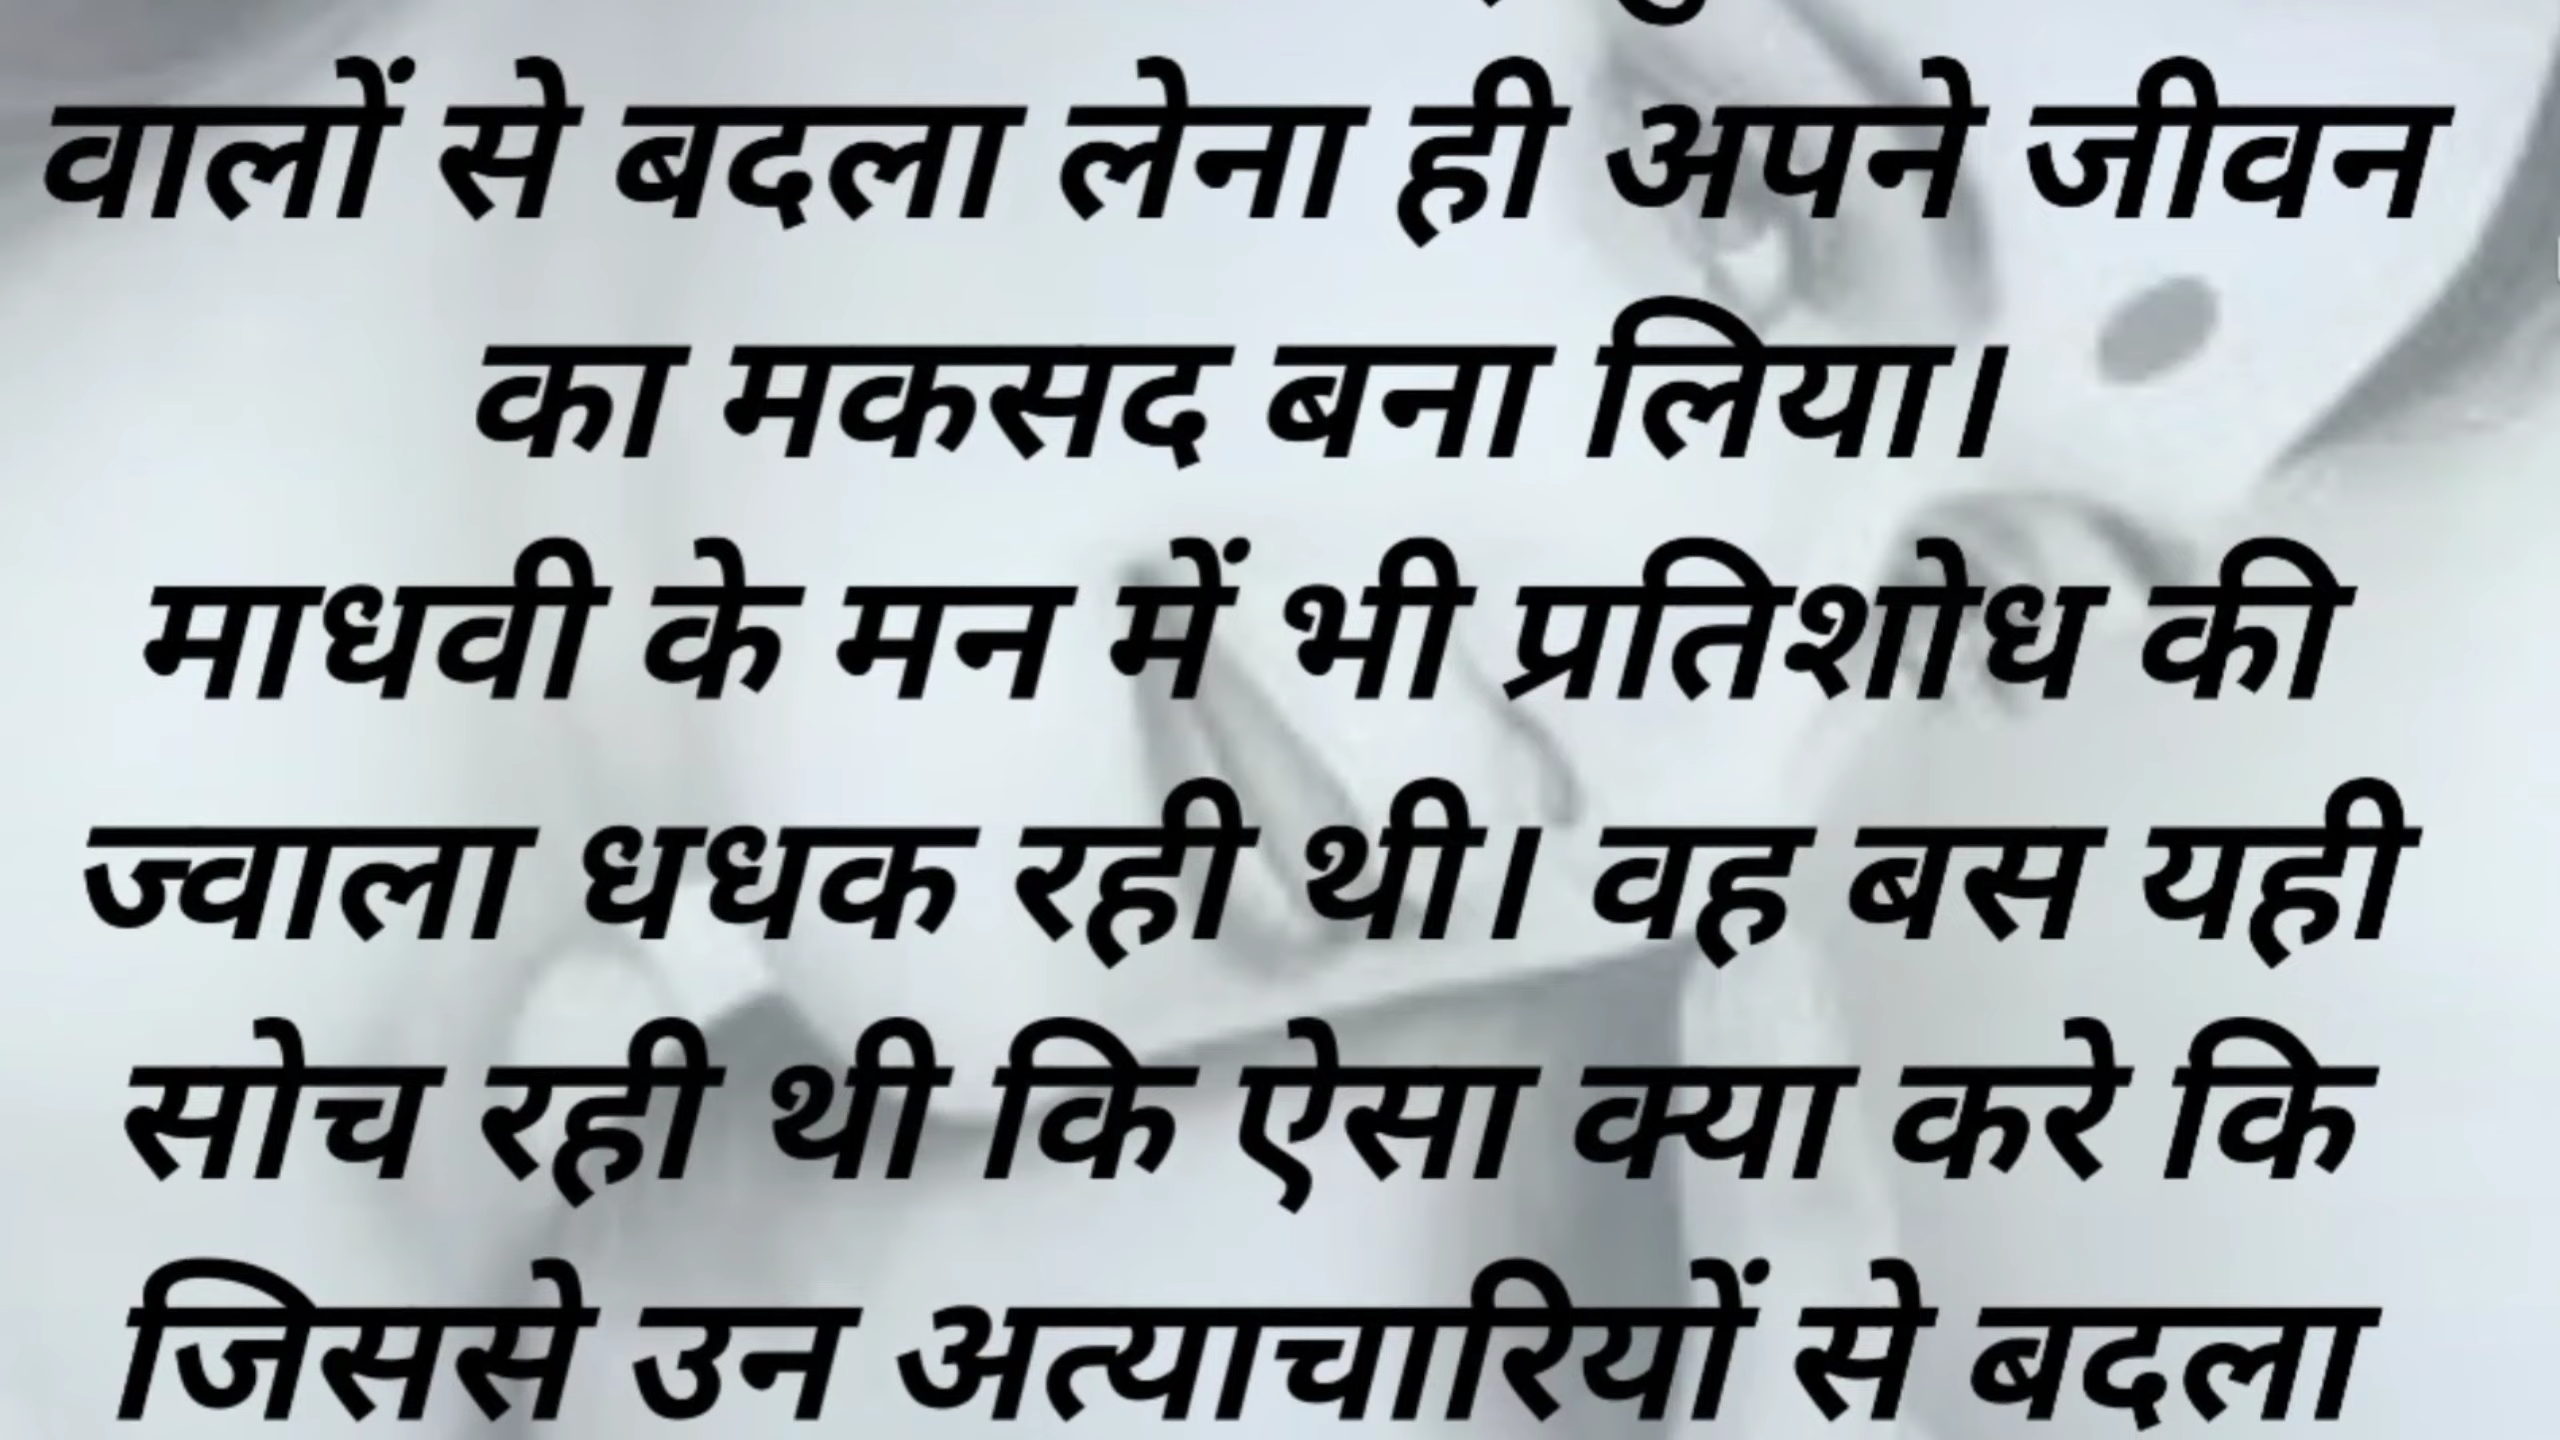 वालों से बदला लेना ही अपने जीवन
का मकसद बना लिया।
माधवी के मन में भी प्रतिशोध की
ज्वाला धधक रही थी। वह बस यही
सोच रही थी कि ऐसा क्या करे कि
जिससे उन अत्याचारियों से बदला